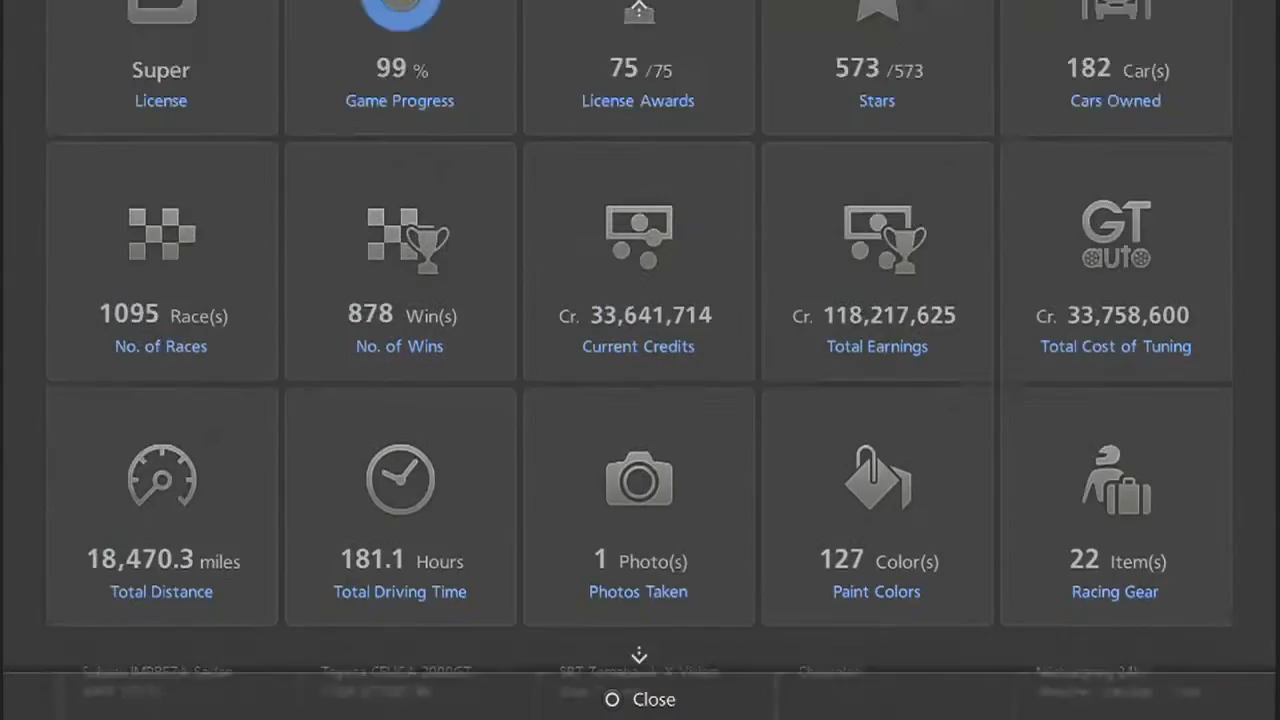 Super
License
99 %
Game Progress
75 /75
License Awards
573 /573
Stars
182 Car(s)
Cars Owned
1095 Race(s)
No. of Races
878 Win(s)
No. of Wins
Cr. 33,641,714
Current Credits
Cr. 118,217,625
Total Earnings
GT
auto
Cr. 33,758,600
Total Cost of Tuning
18,470.3 miles
Total Distance
181.1 Hours
Total Driving Time
1 Photo(s)
Photos Taken
127 Color(s)
Paint Colors
22 Item(s)
Racing Gear
Close